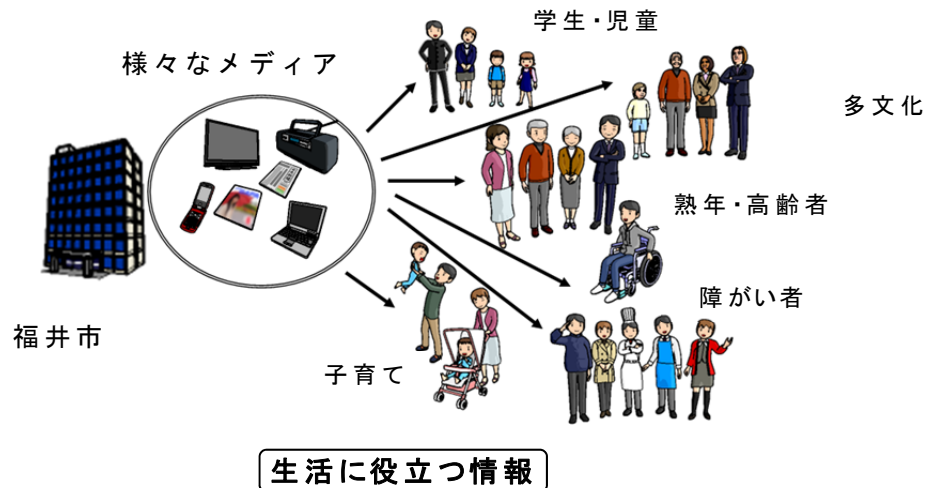 学生・児童
様々なメディア
多文化
熟年・高齢者
障がい者
福井市
子育て
生活に役立つ情報